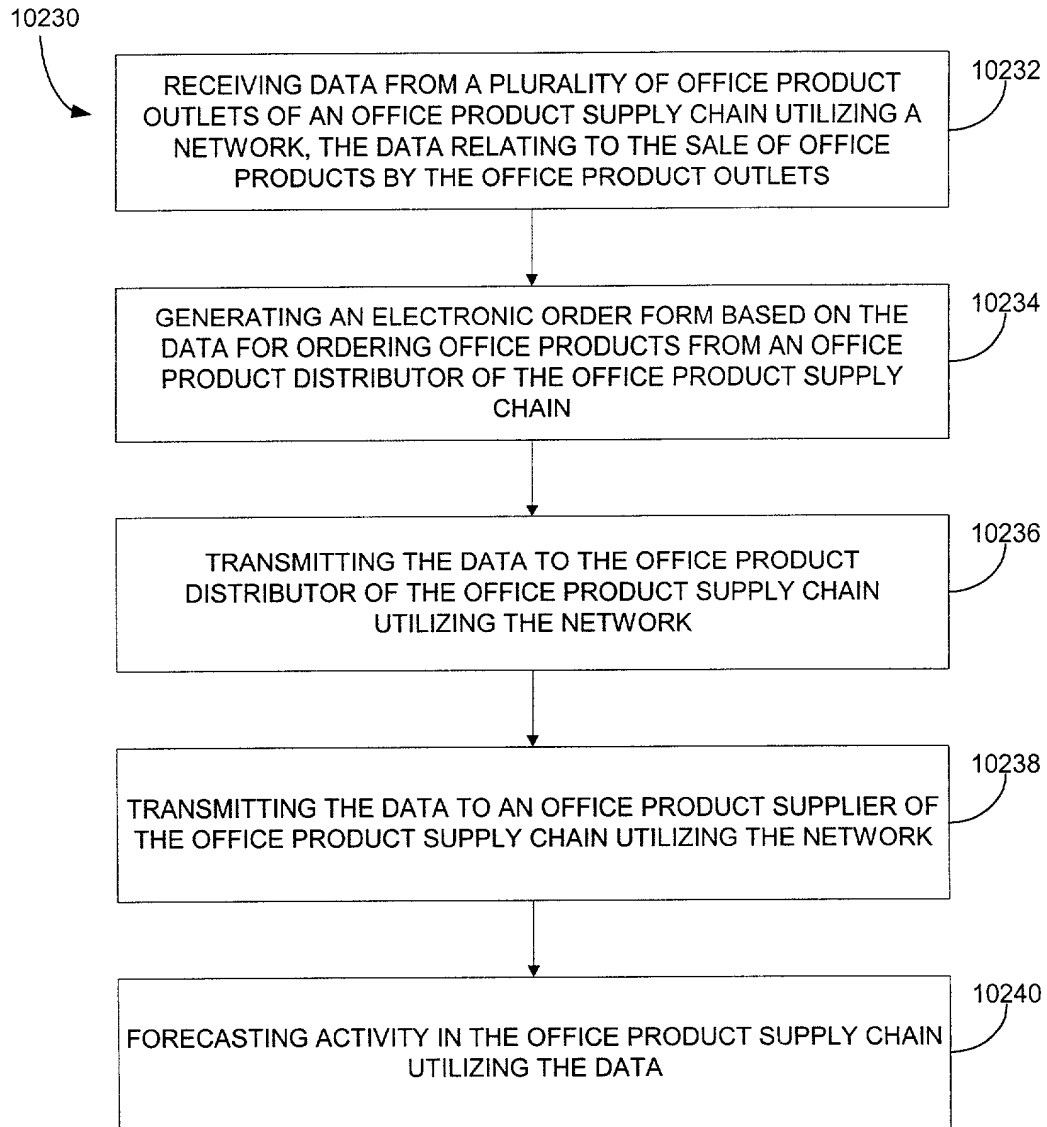 10230
10232
RECEIVING DATA FROM A PLURALITY OF OFFICE PRODUCT
OUTLETS OF AN OFFICE PRODUCT SUPPLY CHAIN UTILIZING A
NETWORK, THE DATA RELATING TO THE SALE OF OFFICE
PRODUCTS BY THE OFFICE PRODUCT OUTLETS
10234
GENERATING AN ELECTRONIC ORDER FORM BASED ON THE
DATA FOR ORDERING OFFICE PRODUCTS FROM AN OFFICE
PRODUCT DISTRIBUTOR OF THE OFFICE PRODUCT SUPPLY
CHAIN
10236
TRANSMITTING THE DATA TO THE OFFICE PRODUCT
DISTRIBUTOR OF THE OFFICE PRODUCT SUPPLY CHAIN
UTILIZING THE NETWORK
10238
TRANSMITTING THE DATA TO AN OFFICE PRODUCT SUPPLIER OF
THE OFFICE PRODUCT SUPPLY CHAIN UTILIZING THE NETWORK
10240
FORECASTING ACTIVITY IN THE OFFICE PRODUCT SUPPLY CHAIN
UTILIZING THE DATA